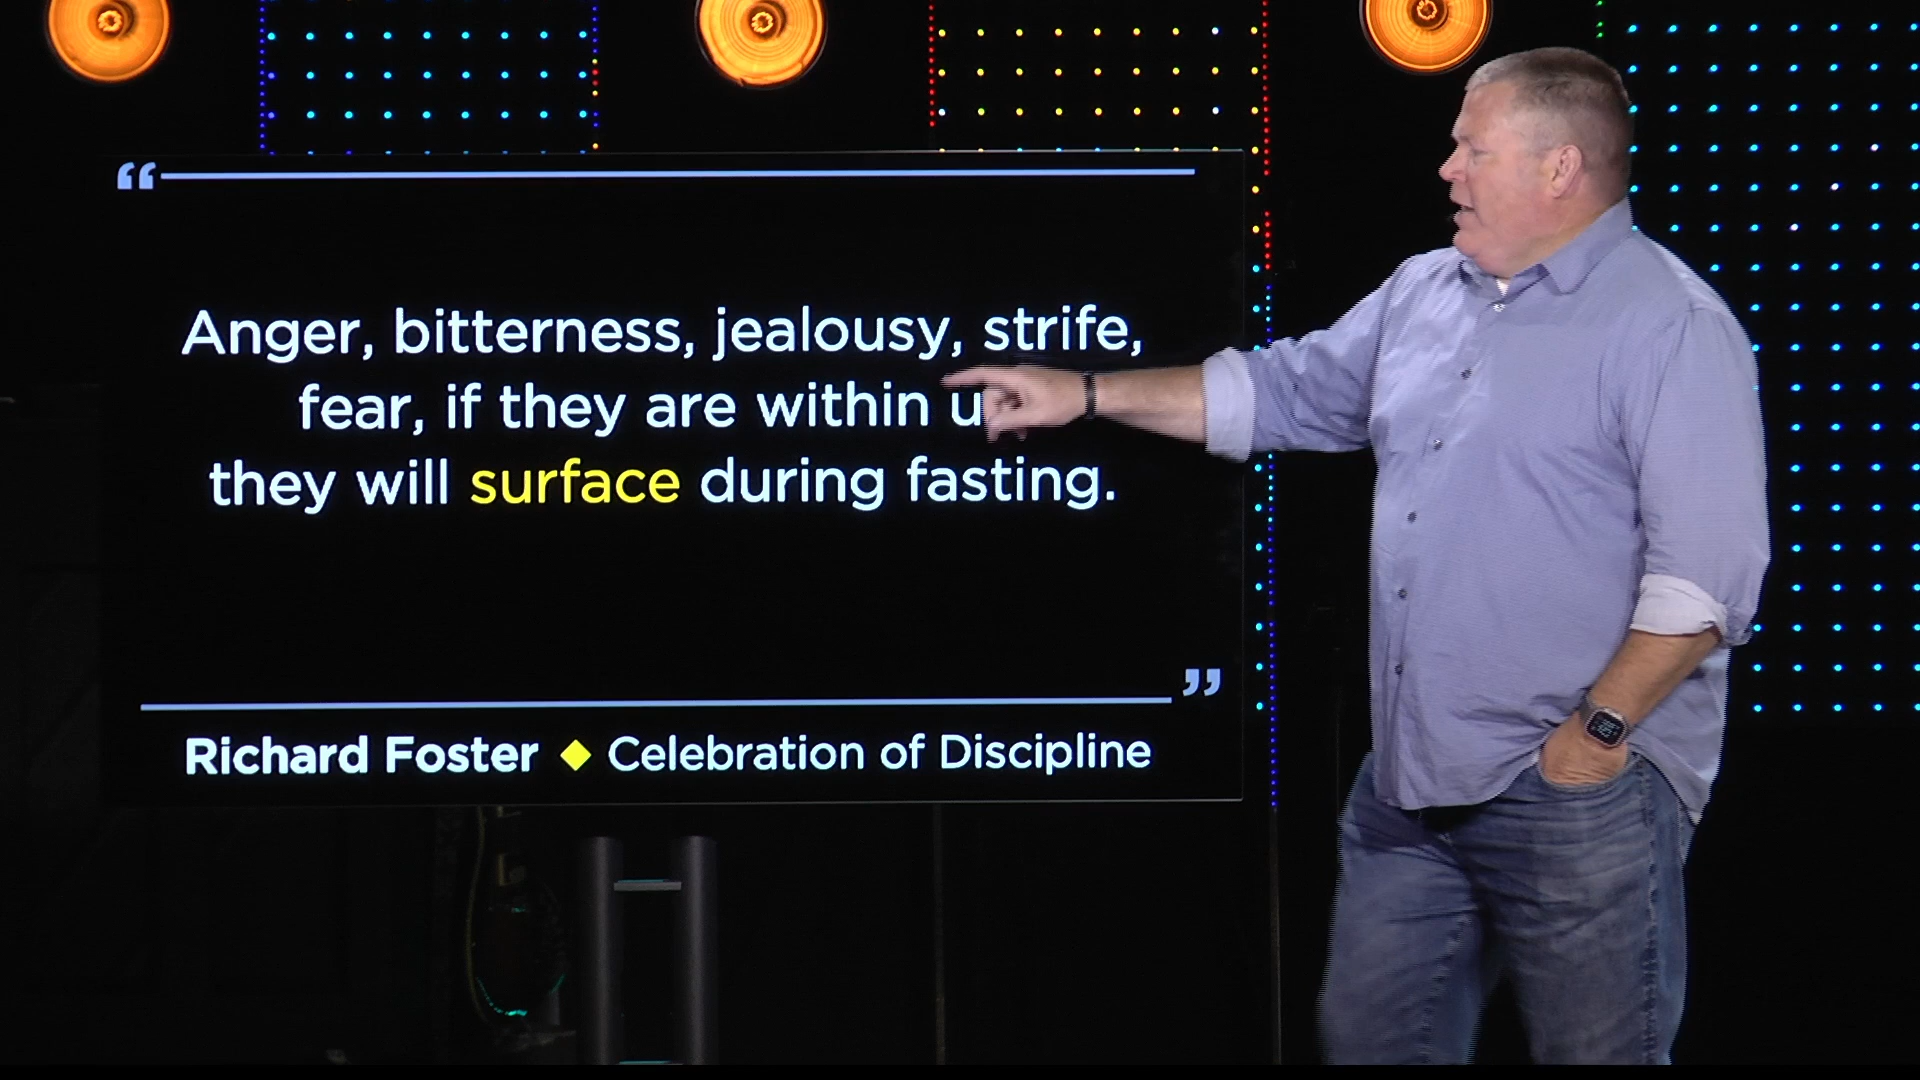 “
Anger, bitterness, jealousy, strife,
fear, if they are within
they will surface during fasting.
”
Richard Foster ◆ Celebration of Discipline